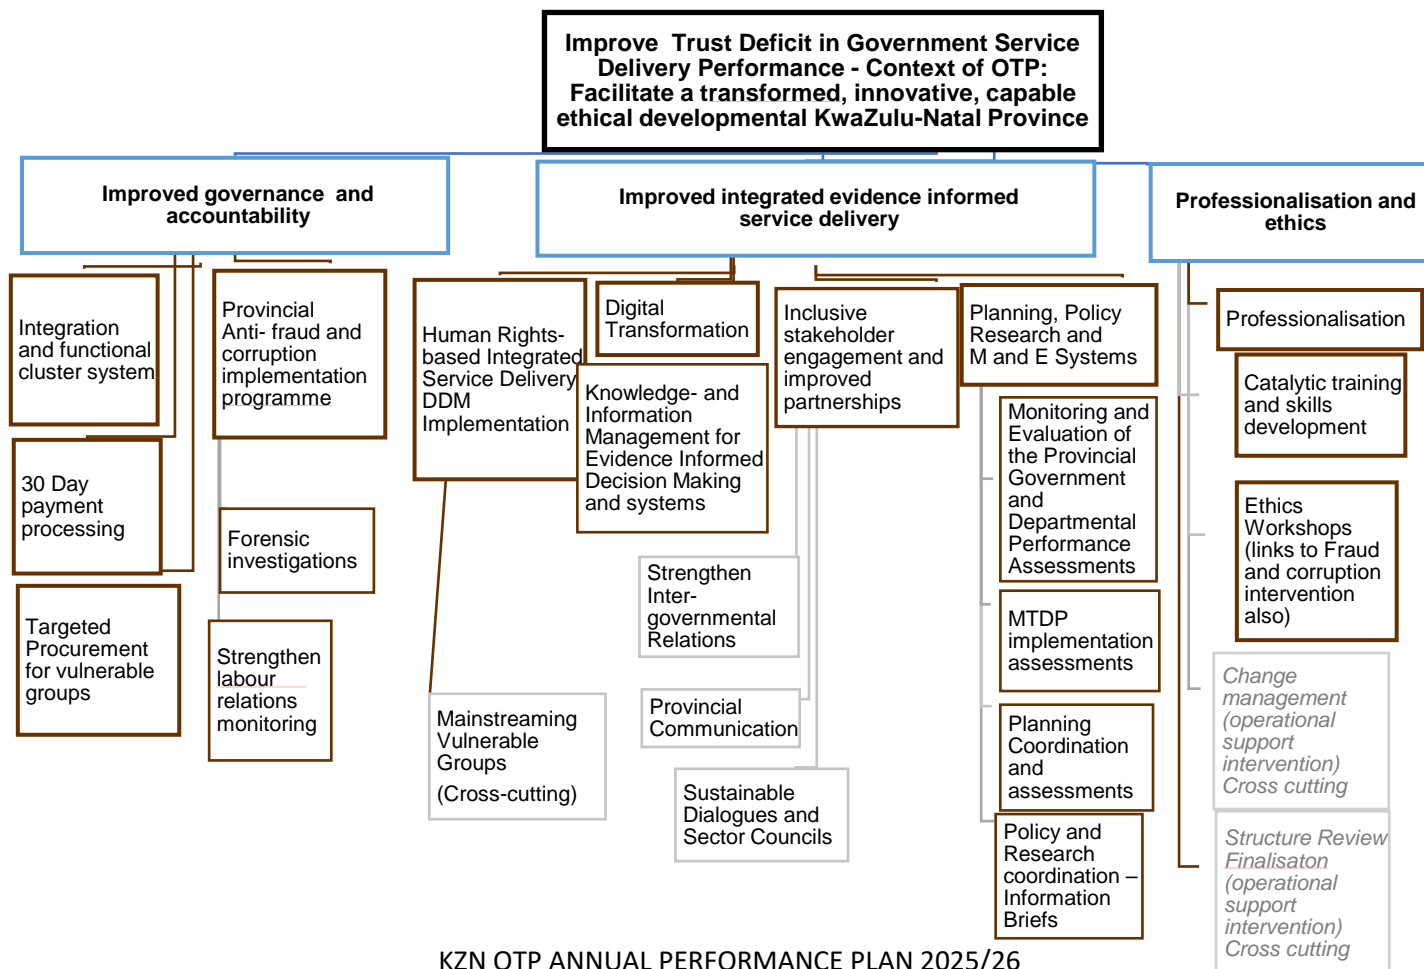 Improve Trust Deficit in Government Service
Delivery Performance - Context of OTP:
Facilitate a transformed, innovative, capable
ethical developmental KwaZulu-Natal Province
Improved governance and
accountability
Improved integrated evidence informed
service delivery
Professionalisation and
ethics
Integration
and functional
cluster system
30 Day
payment
processing
Targeted
Procurement
for vulnerable
groups
Provincial
Anti- fraud and
corruption
implementation
programme
Forensic
investigations
Strengthen
labour
relations
monitoring
Human Rights-
based Integrated
Service Delivery
DDM
Implementation
Mainstreaming
Vulnerable
Groups
(Cross-cutting)
Digital
Transformation
Knowledge- and
Information
Management for
Evidence Informed
Decision Making
and systems
Inclusive
stakeholder
engagement and
improved
partnerships
Strengthen
Inter-
governmental
Relations
Provincial
Communication
Sustainable
Dialogues and
Sector Councils
Planning, Policy
Research and
M and E Systems
Monitoring and
Evaluation of
the Provincial
Government
and
Departmental
Performance
Assessments
MTDP
implementation
assessments
Planning
Coordination
and
assessments
Policy and
Research
coordination –
Information
Briefs
Professionalisation
Catalytic training
and skills
development
Ethics
Workshops
(links to Fraud
and corruption
intervention
also)
Change
management
(operational
support
intervention)
Cross cutting
Structure Review
Finalisaton
(operational
support
intervention)
Cross cutting
KZN OTP ANNUAL PERFORMANCE PLAN 2025/26